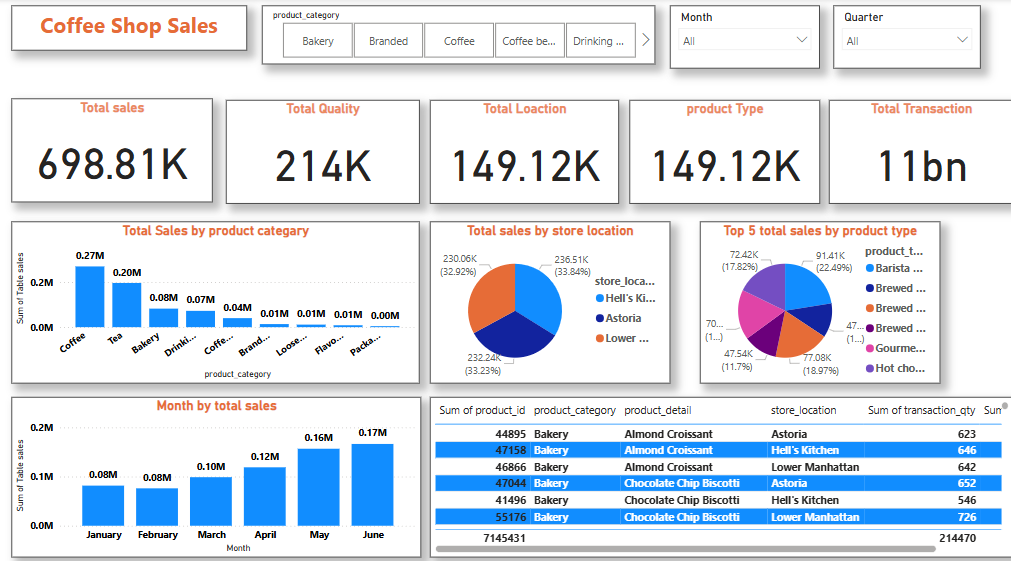 Coffee Shop Sales
product_category
Bakery
Branded
Coffee
Coffee be...
Drinking ...
Month
All
Quarter
All
Total sales
698.81K
Total Quality
214K
Total Loaction
149.12K
product Type
149.12K
Total Transaction
11bn
Total Sales by product categary
Sum of Table sales
0.2M
0.0M
0.27M
0.20M
0.08M
0.07M
0.04M
0.01M
0.01M
0.01M
0.00M
Coffee
Tea
Bakery
Drinki...
Coffe...
Brand...
Loose...
Flavo...
Packa...
product_category
Total sales by store location
230.06K
(32.92%)
236.51K
(33.84%)
232.24K
(33.23%)
store_loca...
Hell's Ki...
Astoria
Lower ...
Top 5 total sales by product type
72.42K
(17.82%)
91.41K
(22.49%)
70...
(1...)
47...
(1...)
47.54K
(11.7%)
77.08K
(18.97%)
product_t...
Barista ...
Brewed ...
Brewed ...
Brewed ...
Gourme...
Hot cho...
Month by total sales
Sum of Table sales
0.2M
0.1M
0.0M
0.08M
0.08M
0.10M
0.12M
0.16M
0.17M
January
February
March
April
May
June
Month
Sum of product_id product_category product_detail store_location Sum of transaction_qty Sum
44895 Bakery Almond Croissant Astoria 623
47158 Bakery Almond Croissant Hell's Kitchen 646
46866 Bakery Almond Croissant Lower Manhattan 642
47044 Bakery Chocolate Chip Biscotti Astoria 652
41496 Bakery Chocolate Chip Biscotti Hell's Kitchen 546
55176 Bakery Chocolate Chip Biscotti Lower Manhattan 726
7145431 214470